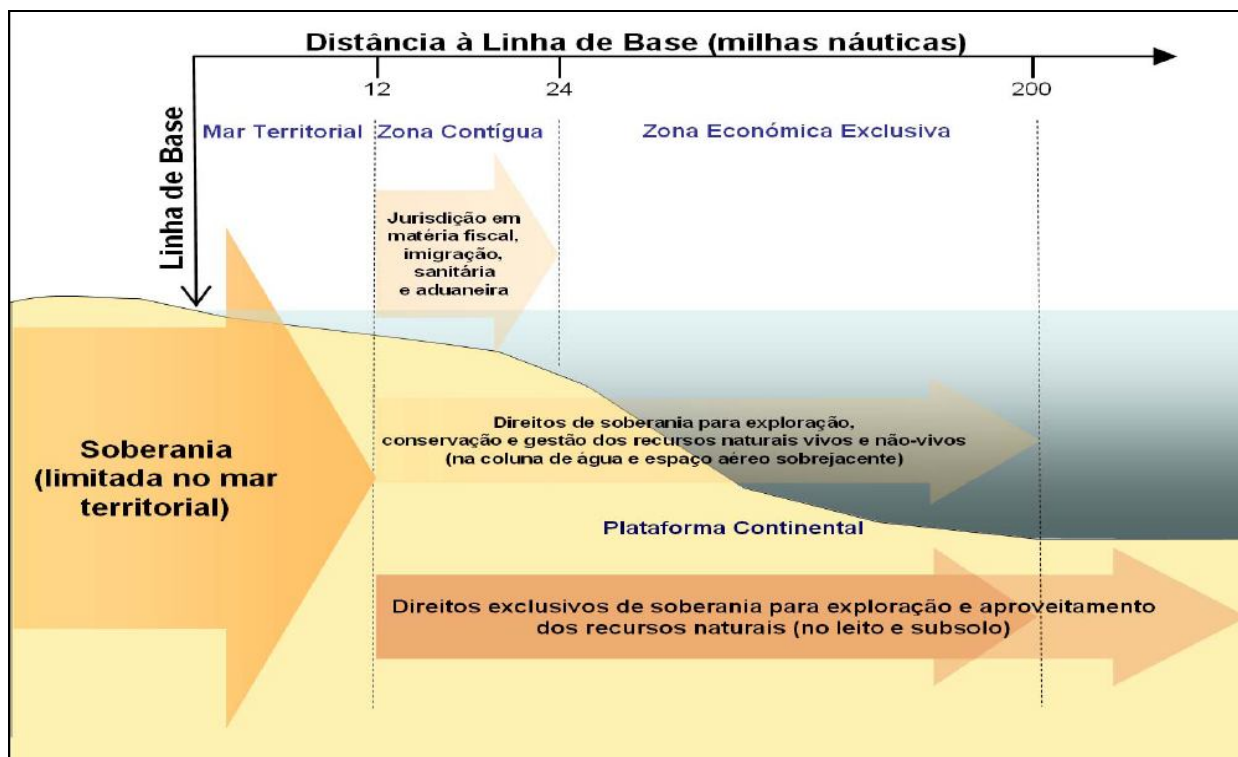 Distância à Linha de Base (milhas náuticas)
12
24
200
Linha de Base
Mar Territorial
Zona Contígua
Zona Económica Exclusiva
Jurisdição em
matéria fiscal,
imigração,
sanitária
e aduaneira
Soberania
(limitada no mar
territorial)
Direitos de soberania para exploração,
conservação e gestão dos recursos naturais vivos e não-vivos
(na coluna de água e espaço aéreo sobrejacente)
Plataforma Continental
Direitos exclusivos de soberania para exploração e aproveitamento
dos recursos naturais (no leito e subsolo)